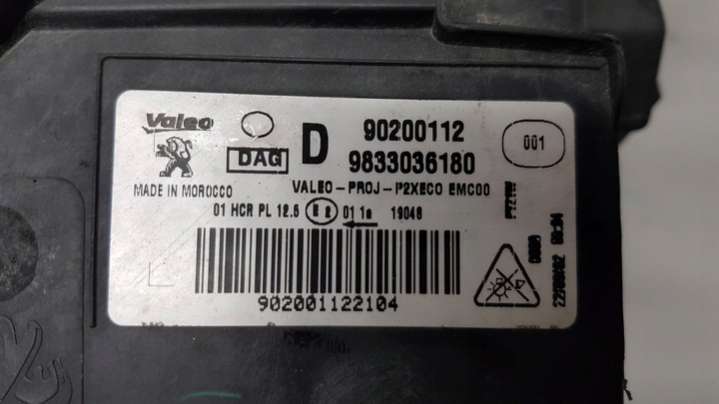 Valeo
DAG
D
90200112
9833036180
001
MADE IN MOROCCO
VALEO-PROJ-P2XECO EMC00
01 HCR PL 12.5 E2 01 1a 19046
902001122104